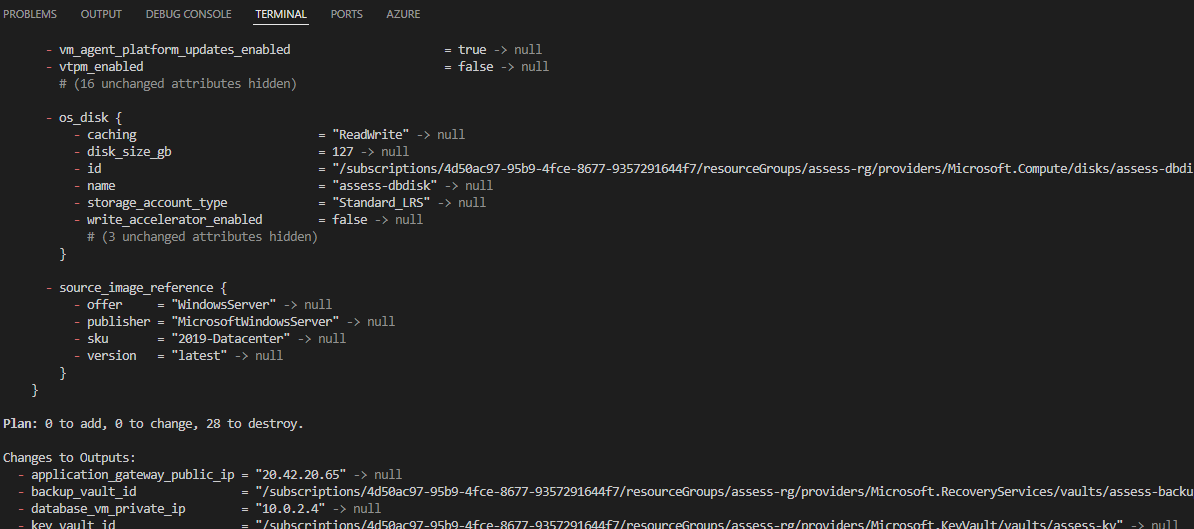 PROBLEMS OUTPUT DEBUG CONSOLE TERMINAL PORTS AZURE
- vm_agent_platform_updates_enabled = true -> null
- vtpm_enabled = false -> null
# (16 unchanged attributes hidden)
- os_disk {
- caching = "ReadWrite" -> null
- disk_size_gb = 127 -> null
- id = "/subscriptions/4d50ac97-95b9-4fce-8677-9357291644f7/resourceGroups/assess-rg/providers/Microsoft.Compute/disks/assess-dbdi
- name = "assess-dbdisk" -> null
- storage_account_type = "Standard_LRS" -> null
- write_accelerator_enabled = false -> null
# (3 unchanged attributes hidden)
}
- source_image_reference {
- offer = "WindowsServer" -> null
- publisher = "MicrosoftWindowsServer" -> null
- sku = "2019-Datacenter" -> null
- version = "latest" -> null
}
}
Plan: 0 to add, 0 to change, 28 to destroy.
Changes to Outputs:
- application_gateway_public_ip = "20.42.20.65" -> null
- backup_vault_id = "/subscriptions/4d50ac97-95b9-4fce-8677-9357291644f7/resourceGroups/assess-rg/providers/Microsoft.RecoveryServices/vaults/assess-backu
- database_vm_private_ip = "10.0.2.4" -> null
- key_vault_id = "/subscriptions/4d50ac97-95b9-4fce-8677-9357291644f7/resourceGroups/assess-rg/providers/Microsoft.KeyVault/vaults/assess-kv" -> null